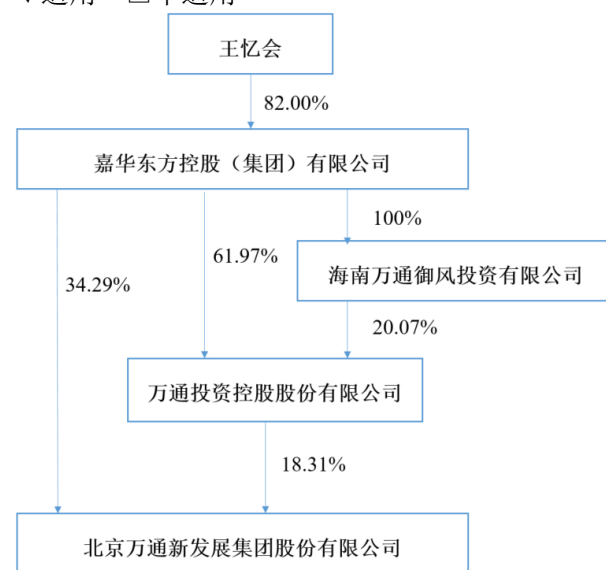 王忆会
82.00%
嘉华东方控股（集团）有限公司
100%
61.97%
34.29%
海南万通御风投资有限公司
20.07%
万通投资控股股份有限公司
18.31%
北京万通新发展集团股份有限公司